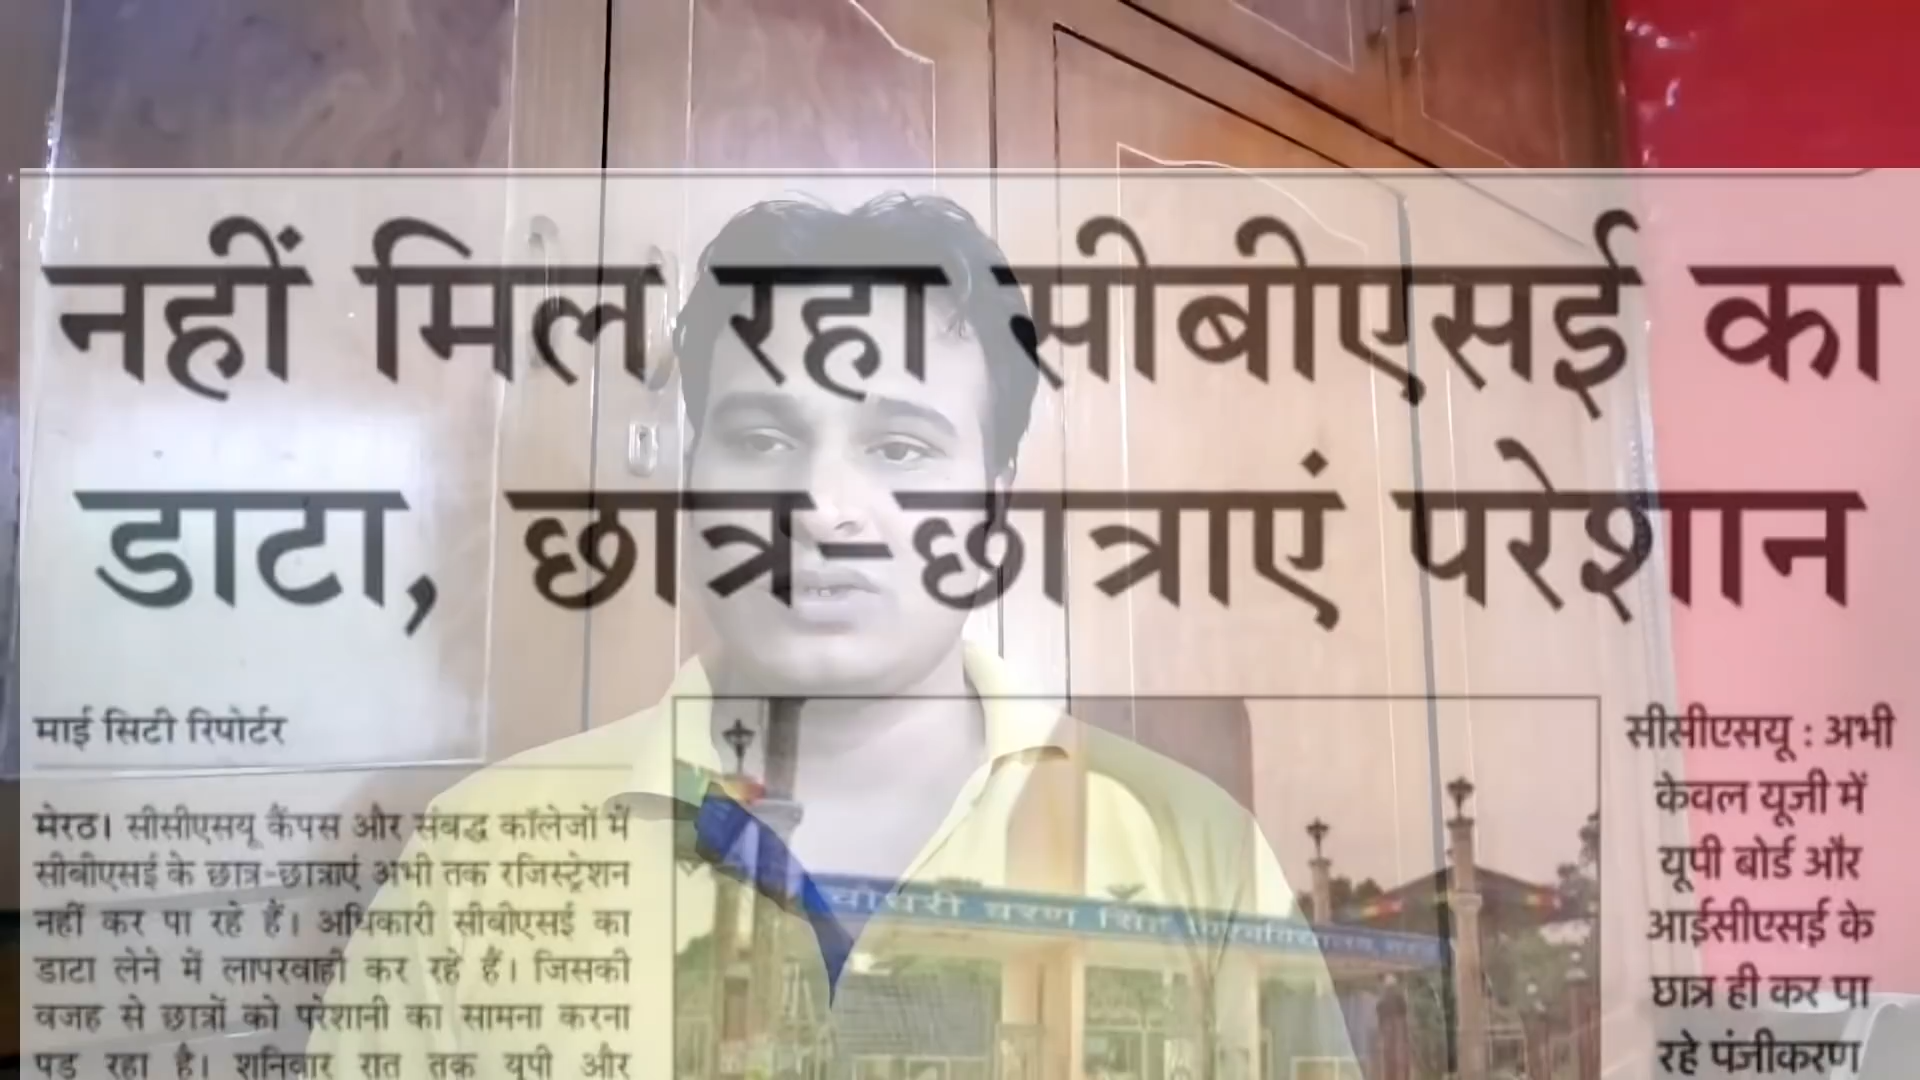 नहीं मिल रहा सीबीएसई का
डाटा, छात्र-छात्राएं परेशान
माई सिटी रिपोर्टर
मेरठ। सीसीएसयू कैंपस और संबद्ध कॉलेजों में
सीबीएसई के छात्र-छात्राएं अभी तक रजिस्ट्रेशन
नहीं कर पा रहे हैं। अधिकारी सीबीएसई का
डाटा लेने में लापरवाही कर रहे हैं। जिसकी
वजह से छात्रों को परेशानी का सामना करना
पड़ रहा है। शनिवार रात तक यूपी और
चौधरी चरण सिंह
सीसीएसयू : अभी
केवल यूजी में
यूपी बोर्ड और
आईसीएसई के
छात्र ही कर पा
रहे पंजीकरण